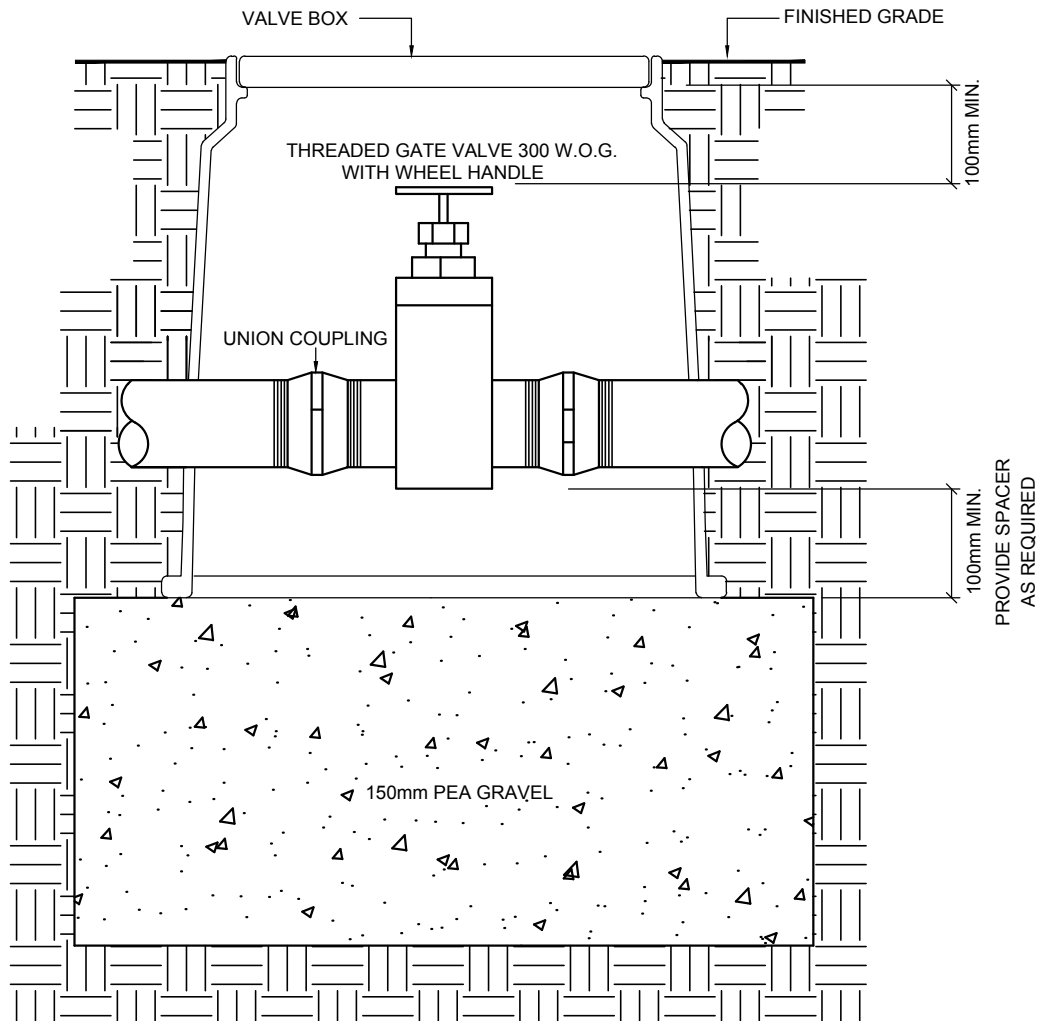 VALVE BOX
FINISHED GRADE
100mm MIN.
THREADED GATE VALVE 300 W.O.G.
WITH WHEEL HANDLE
UNION COUPLING
100mm MIN.
PROVIDE SPACER
AS REQUIRED
150mm PEA GRAVEL